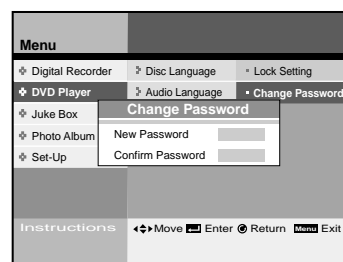 Menu
Digital Recorder
Disc Language
Lock Setting
DVD Player
Audio Language
Change Password
Juke Box
Change Password
Photo Album
New Password
Set-Up
Confirm Password
Instructions
Move Enter Return Menu Exit